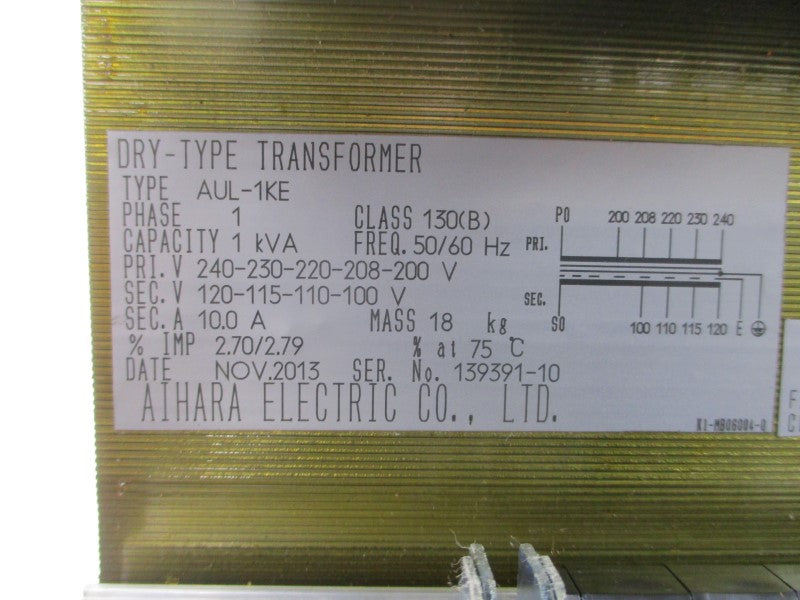 DRY-TYPE TRANSFORMER
TYPE AUL-1KE
PHASE 1 CLASS 130(B)
CAPACITY 1 kVA FREQ. 50/60 Hz
PRI.V 240-230-220-208-200 V
SEC.V 120-115-110-100 V
SEC.A 10.0 A MASS 18 kg
% IMP 2.70/2.79 % at 75 ℃
DATE NOV.2013 SER. No. 139391-10
AIHARA ELECTRIC CO., LTD.
P0 200 208 220 230 240
PRI.
SEC.
S0 100 110 115 120 E
K1-MB06004-0